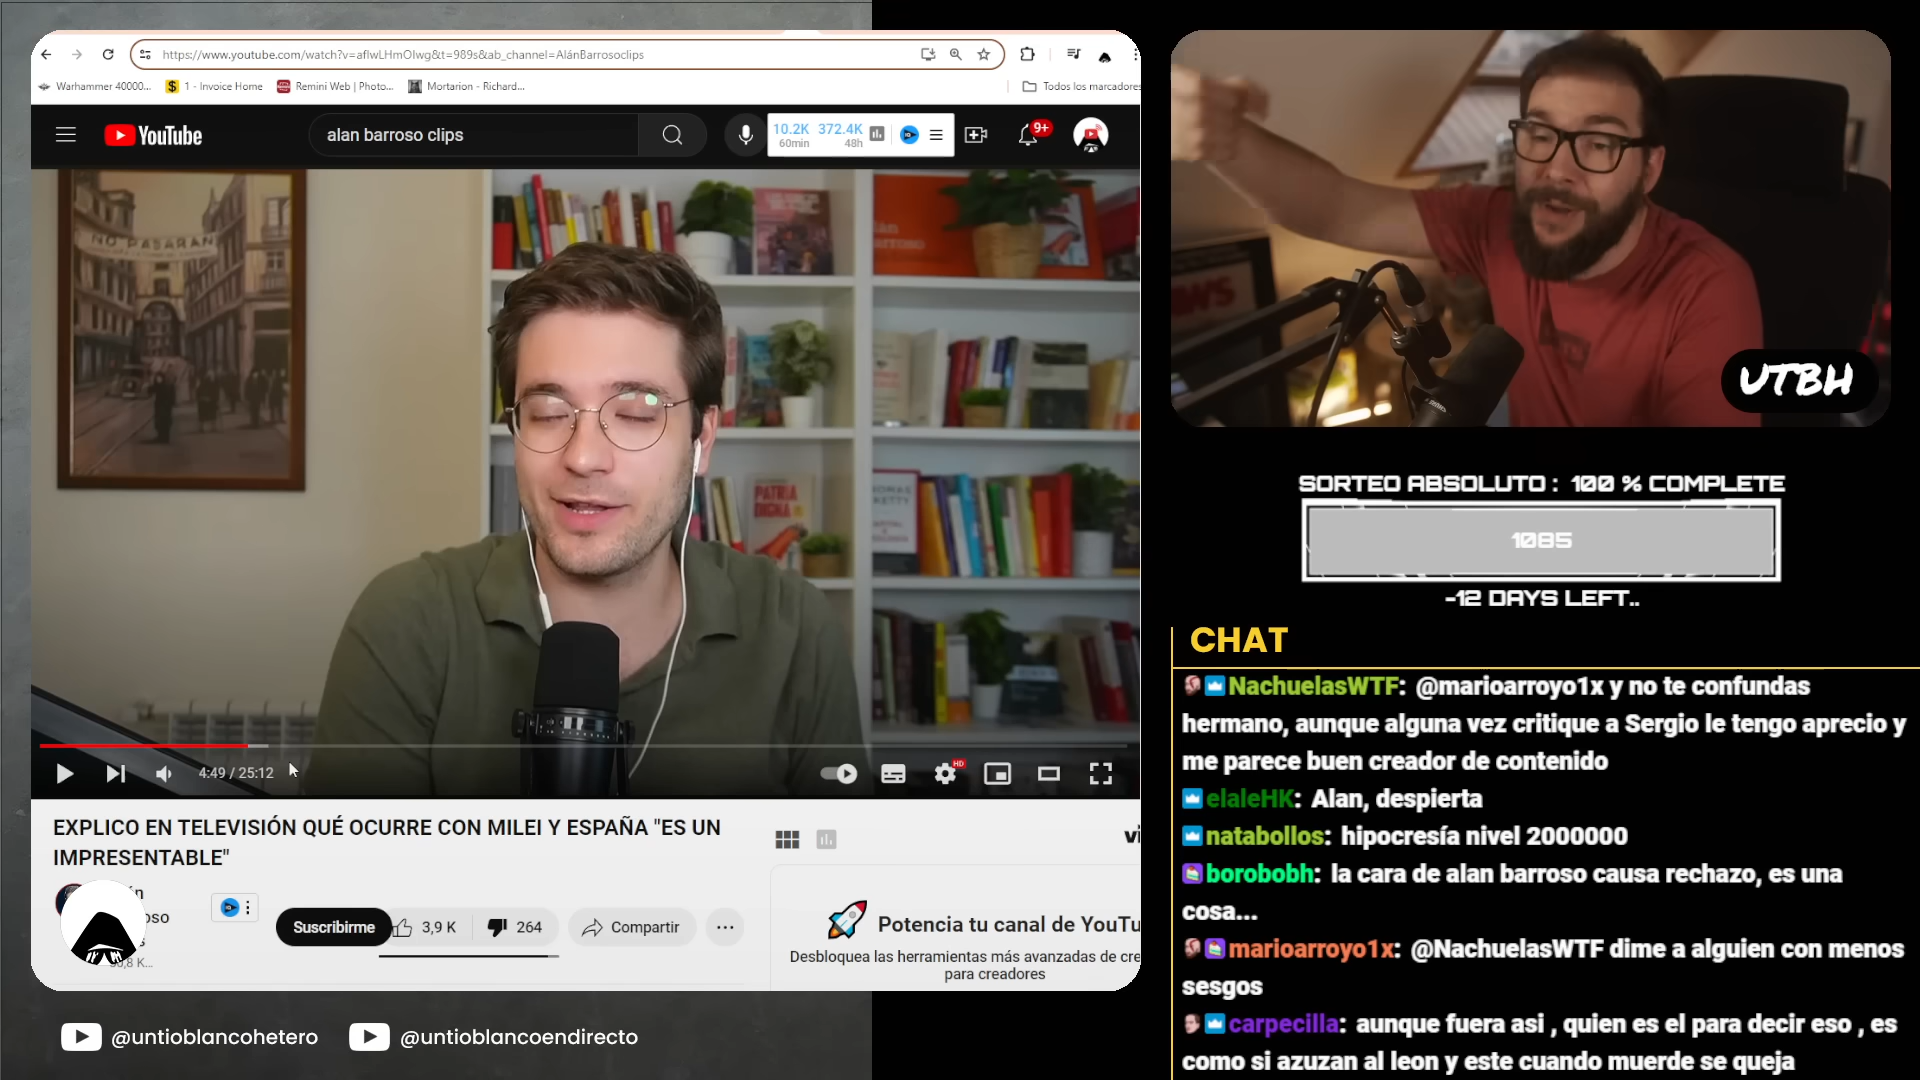 https://www.youtube.com/watch?v=aflwLHmOlwg&t=989s&ab_channel=AlánBarrosoclips
Warhammer 40000...
1 - Invoice Home
Remini Web | Photo...
Mortarion - Richard...
Todos los marcadores
YouTube
alan barroso clips
10.2K 372.4K
60min 48h
9+
NO PASARAN
PATRIA
DIGNA
4:49 / 25:12
HD
EXPLICO EN TELEVISIÓN QUÉ OCURRE CON MILEI Y ESPAÑA "ES UN
IMPRESENTABLE"
Suscribirme
3,9 K
264
Compartir
Potencia tu canal de YouTu
Desbloquea las herramientas más avanzadas de cre
para creadores
@untioblancohetero
@untioblancoendirecto
UTBH
SORTEO ABSOLUTO : 100 % COMPLETE
1085
-12 DAYS LEFT..
CHAT
NachuelasWTF: @marioarroyo1x y no te confundas
hermano, aunque alguna vez critique a Sergio le tengo aprecio y
me parece buen creador de contenido
elaleHK: Alan, despierta
natabollos: hipocresía nivel 2000000
borobobh: la cara de alan barroso causa rechazo, es una
cosa...
marioarroyo1x: @NachuelasWTF dime a alguien con menos
sesgos
carpecilla: aunque fuera asi , quien es el para decir eso , es
como si azuzan al leon y este cuando muerde se queja